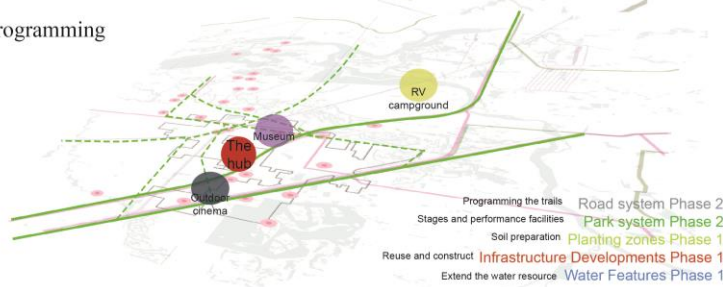 rogramming
RV
campground
Museum
The
hub
Outdoor
cinema
Programming the trails Road system Phase 2
Stages and performance facilities Park system Phase 2
Soil preparation Planting zones Phase 1
Reuse and construct Infrastructure Developments Phase 1
Extend the water resource Water Features Phase 1